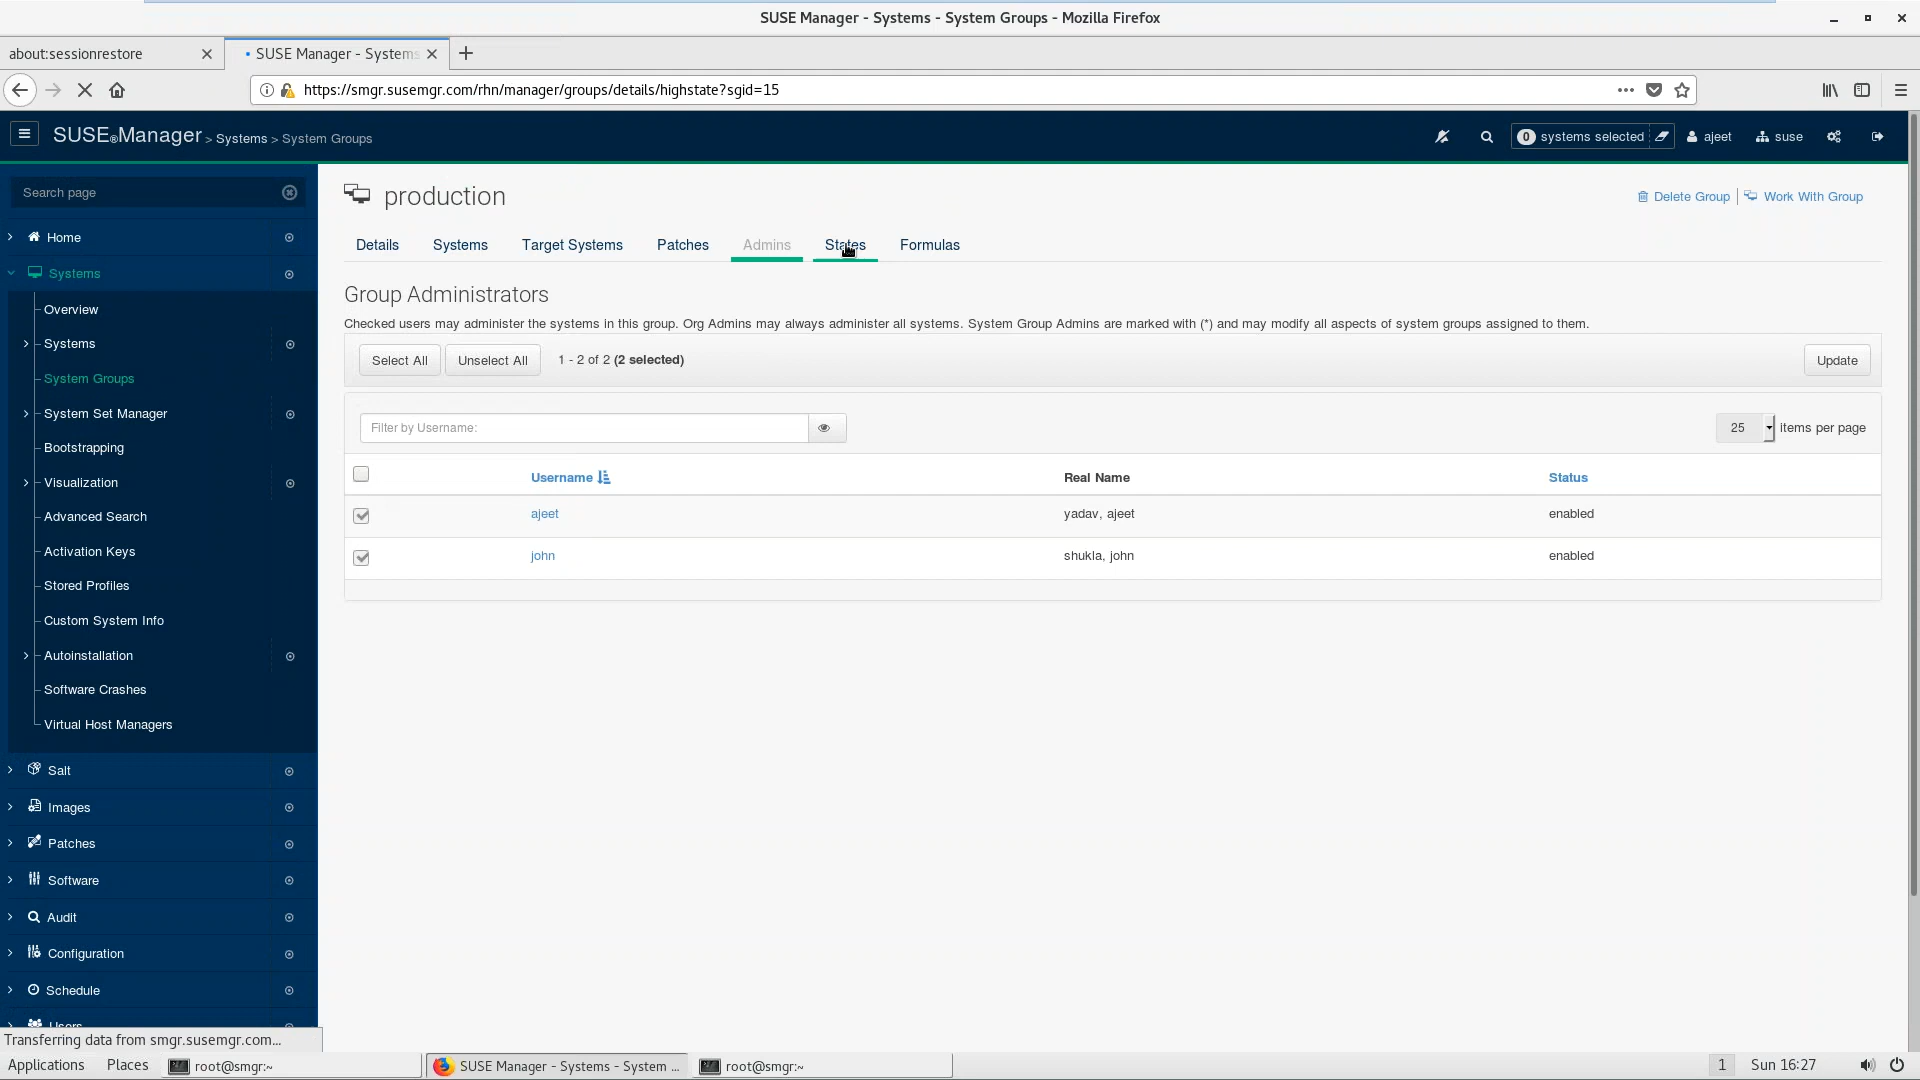 SUSE Manager - Systems - System Groups - Mozilla Firefox
about:sessionrestore
SUSE Manager - Systems
https://smgr.susemgr.com/rhn/manager/groups/details/highstate?sgid=15
SUSE Manager > Systems > System Groups
0 systems selected
ajeet
suse
Search page
Home
Systems
Overview
Systems
System Groups
System Set Manager
Bootstrapping
Visualization
Advanced Search
Activation Keys
Stored Profiles
Custom System Info
Autoinstallation
Software Crashes
Virtual Host Managers
Salt
Images
Patches
Software
Audit
Configuration
Schedule
Users
production
Delete Group | Work With Group
Details Systems Target Systems Patches Admins States Formulas
Group Administrators
Checked users may administer the systems in this group. Org Admins may always administer all systems. System Group Admins are marked with (*) and may modify all aspects of system groups assigned to them.
Select All Unselect All 1 - 2 of 2 (2 selected) Update
Filter by Username: 25 items per page
Username Real Name Status
ajeet yadav, ajeet enabled
john shukla, john enabled
Transferring data from smgr.susemgr.com...
Applications Places root@smgr:~ SUSE Manager - Systems - System ... root@smgr:~ 1 Sun 16:27